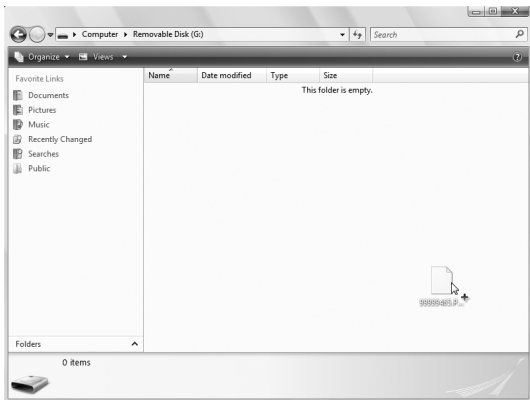 Computer Removable Disk (G:) Search
Organize Views
Name Date modified Type Size
This folder is empty.
Favorite Links
Documents
Pictures
Music
Recently Changed
Searches
Public
Folders
0 items